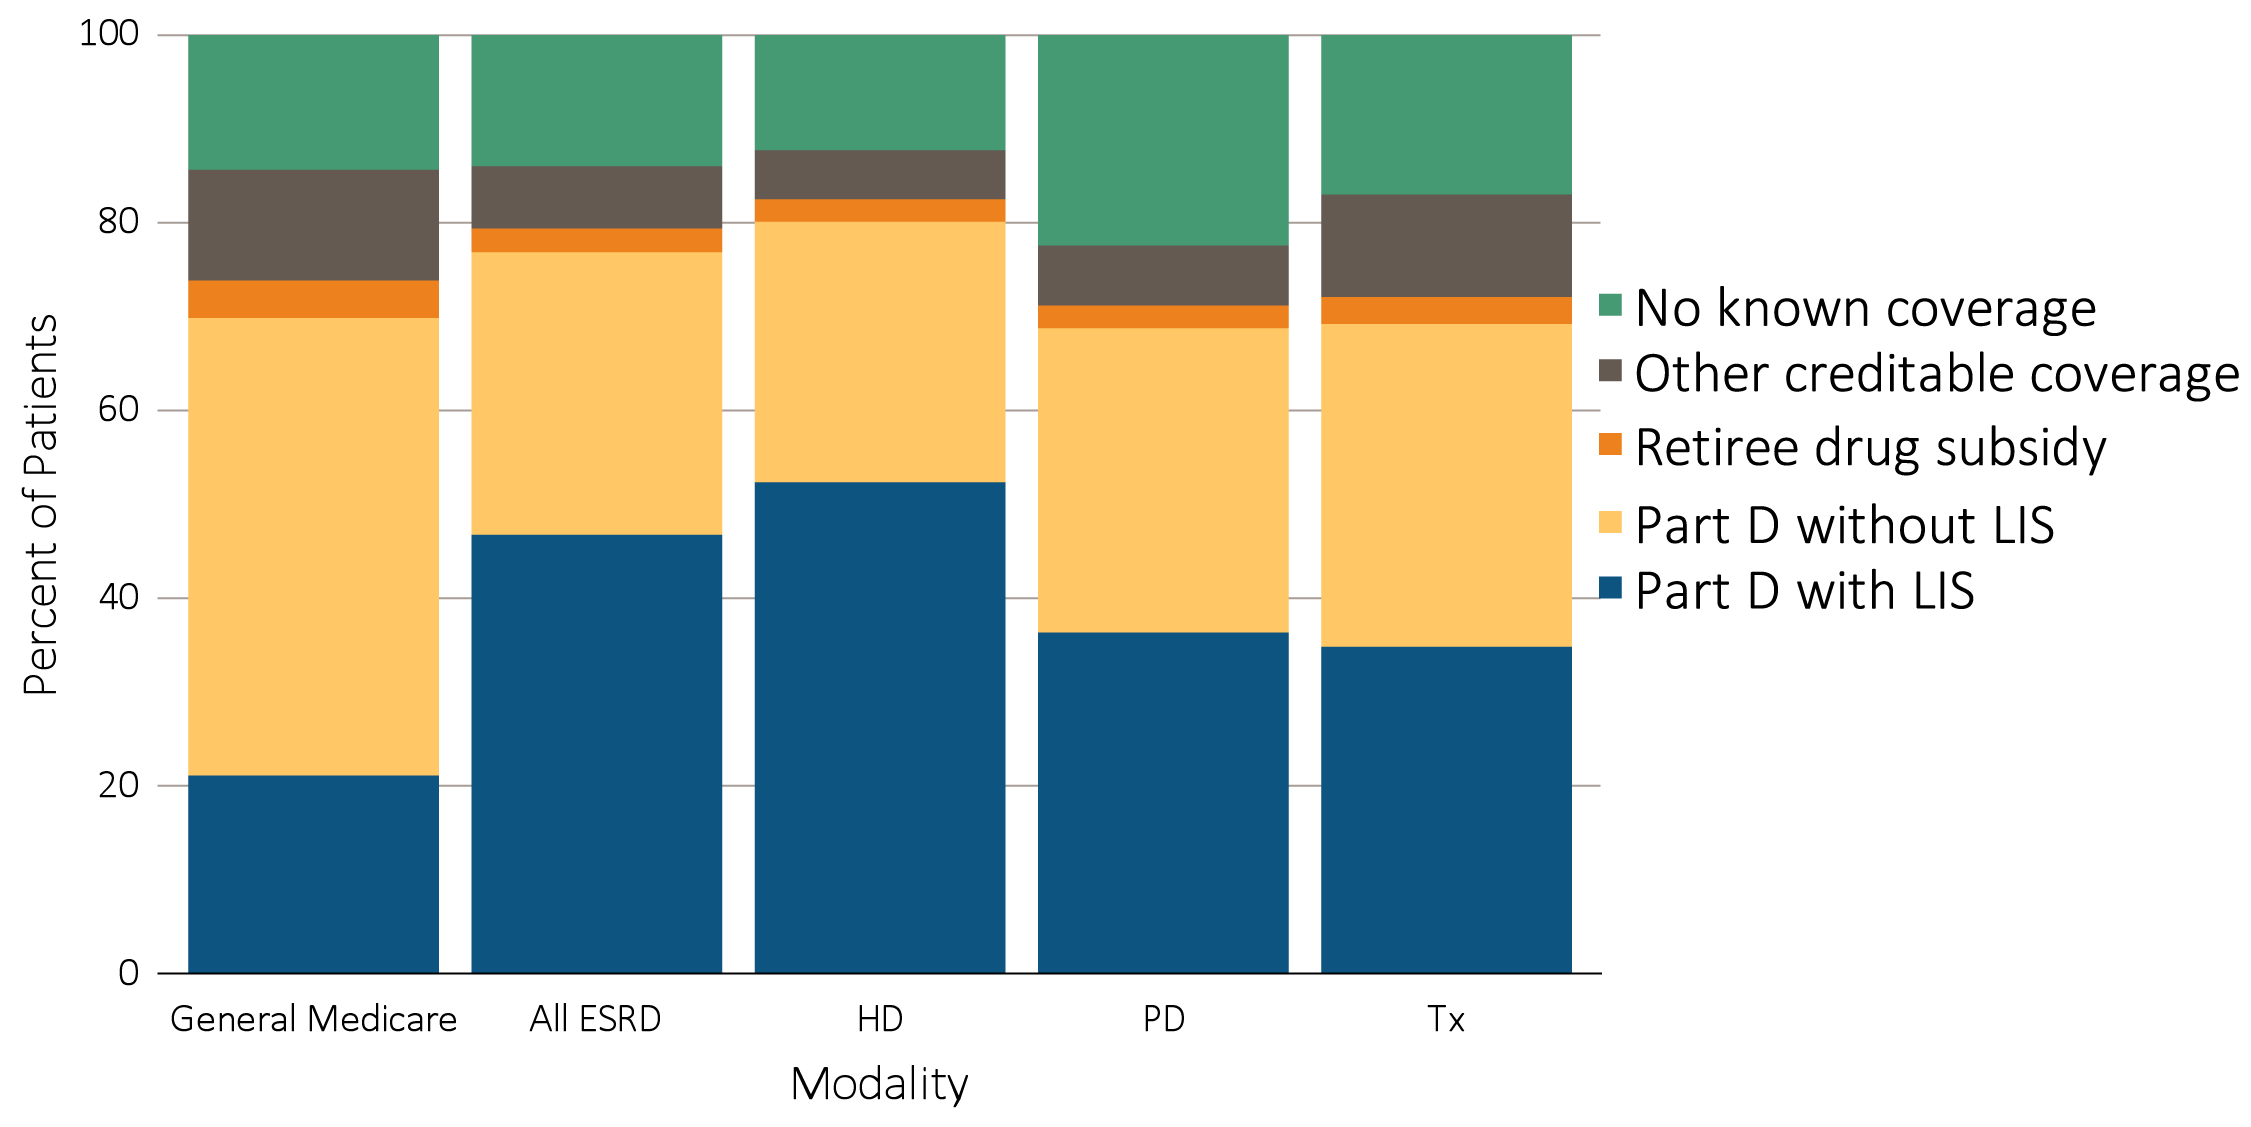 Percent of Patients
100
80
60
40
20
0
General Medicare
All ESRD
HD
PD
Tx
Modality
No known coverage
Other creditable coverage
Retiree drug subsidy
Part D without LIS
Part D with LIS